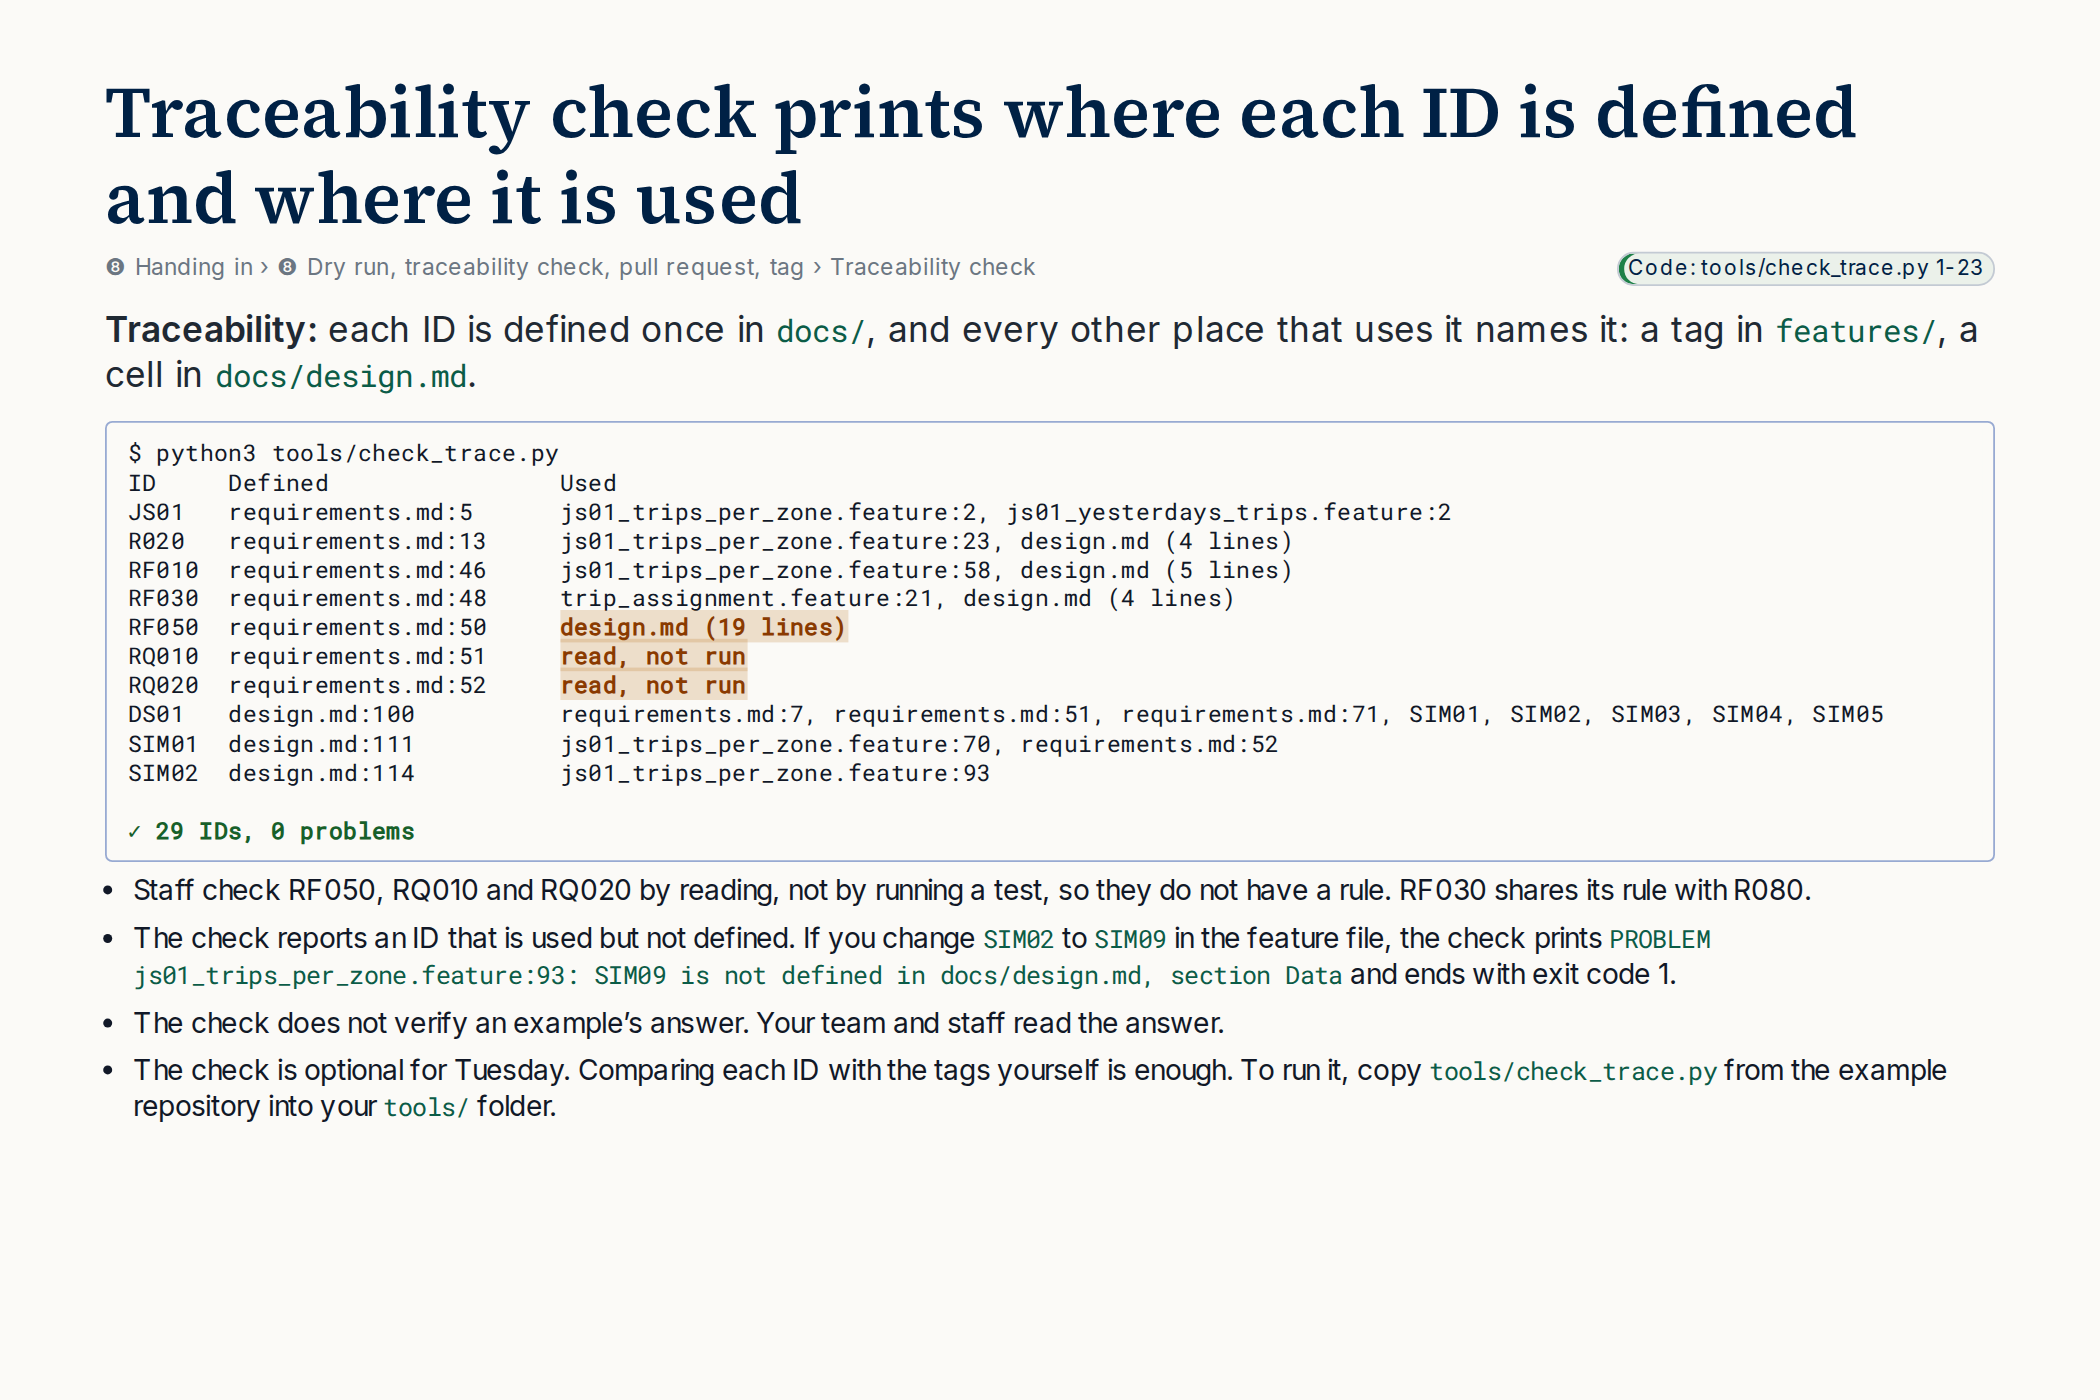 Traceability check prints where each ID is defined
and where it is used
❽ Handing in › ❽ Dry run, traceability check, pull request, tag › Traceability check
Code: tools/check_trace.py 1-23
Traceability: each ID is defined once in docs/, and every other place that uses it names it: a tag in features/, a
cell in docs/design.md.
$ python3 tools/check_trace.py
ID Defined Used
JS01 requirements.md:5 js01_trips_per_zone.feature:2, js01_yesterdays_trips.feature:2
R020 requirements.md:13 js01_trips_per_zone.feature:23, design.md (4 lines)
RF010 requirements.md:46 js01_trips_per_zone.feature:58, design.md (5 lines)
RF030 requirements.md:48 trip_assignment.feature:21, design.md (4 lines)
RF050 requirements.md:50 design.md (19 lines)
RQ010 requirements.md:51 read, not run
RQ020 requirements.md:52 read, not run
DS01 design.md:100 requirements.md:7, requirements.md:51, requirements.md:71, SIM01, SIM02, SIM03, SIM04, SIM05
SIM01 design.md:111 js01_trips_per_zone.feature:70, requirements.md:52
SIM02 design.md:114 js01_trips_per_zone.feature:93
✓ 29 IDs, 0 problems
• Staff check RF050, RQ010 and RQ020 by reading, not by running a test, so they do not have a rule. RF030 shares its rule with R080.
• The check reports an ID that is used but not defined. If you change SIM02 to SIM09 in the feature file, the check prints PROBLEM
js01_trips_per_zone.feature:93: SIM09 is not defined in docs/design.md, section Data and ends with exit code 1.
• The check does not verify an example’s answer. Your team and staff read the answer.
• The check is optional for Tuesday. Comparing each ID with the tags yourself is enough. To run it, copy tools/check_trace.py from the example
repository into your tools/ folder.